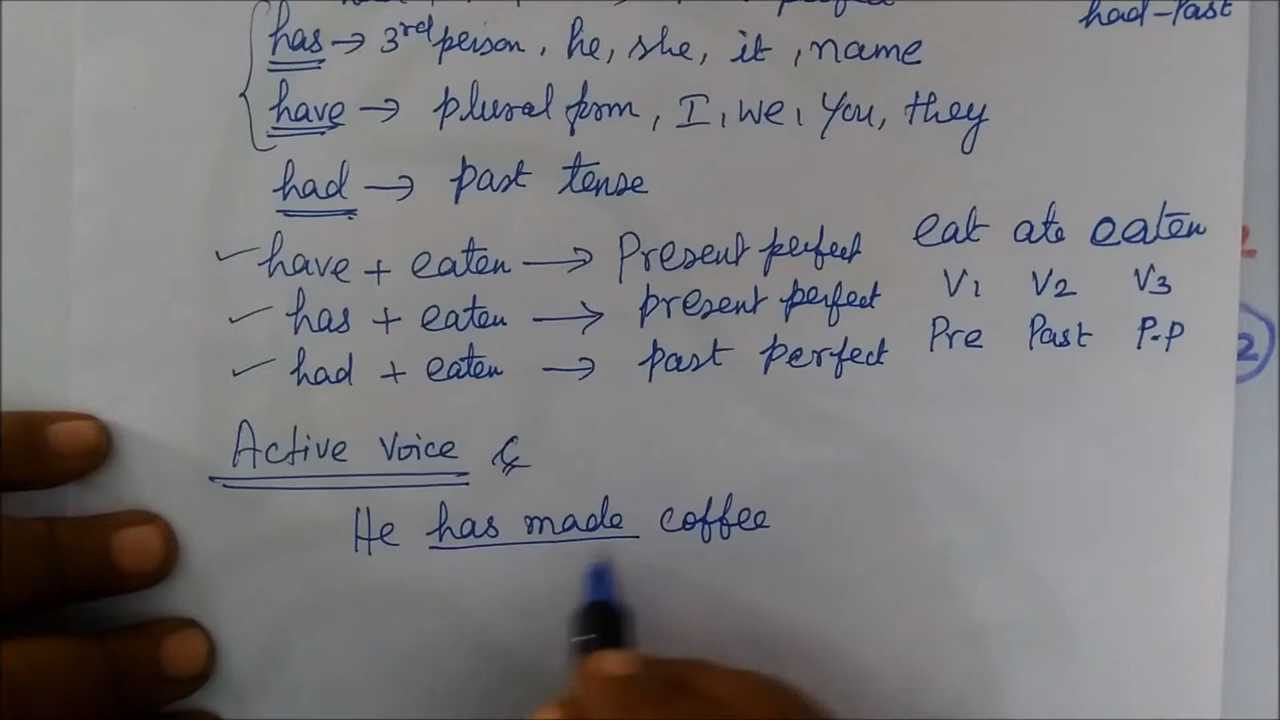 perfect
had-Past
has → 3rd person, he, she, it, name
have → plural form, I, we, You, they
had → past tense
eat ate eaten
✓ have + eaten → Present perfect
V1 V2 V3
✓ has + eaten → present perfect
Pre Past P.P
✓ had + eaten → past perfect
2
Active Voice
He has made coffee